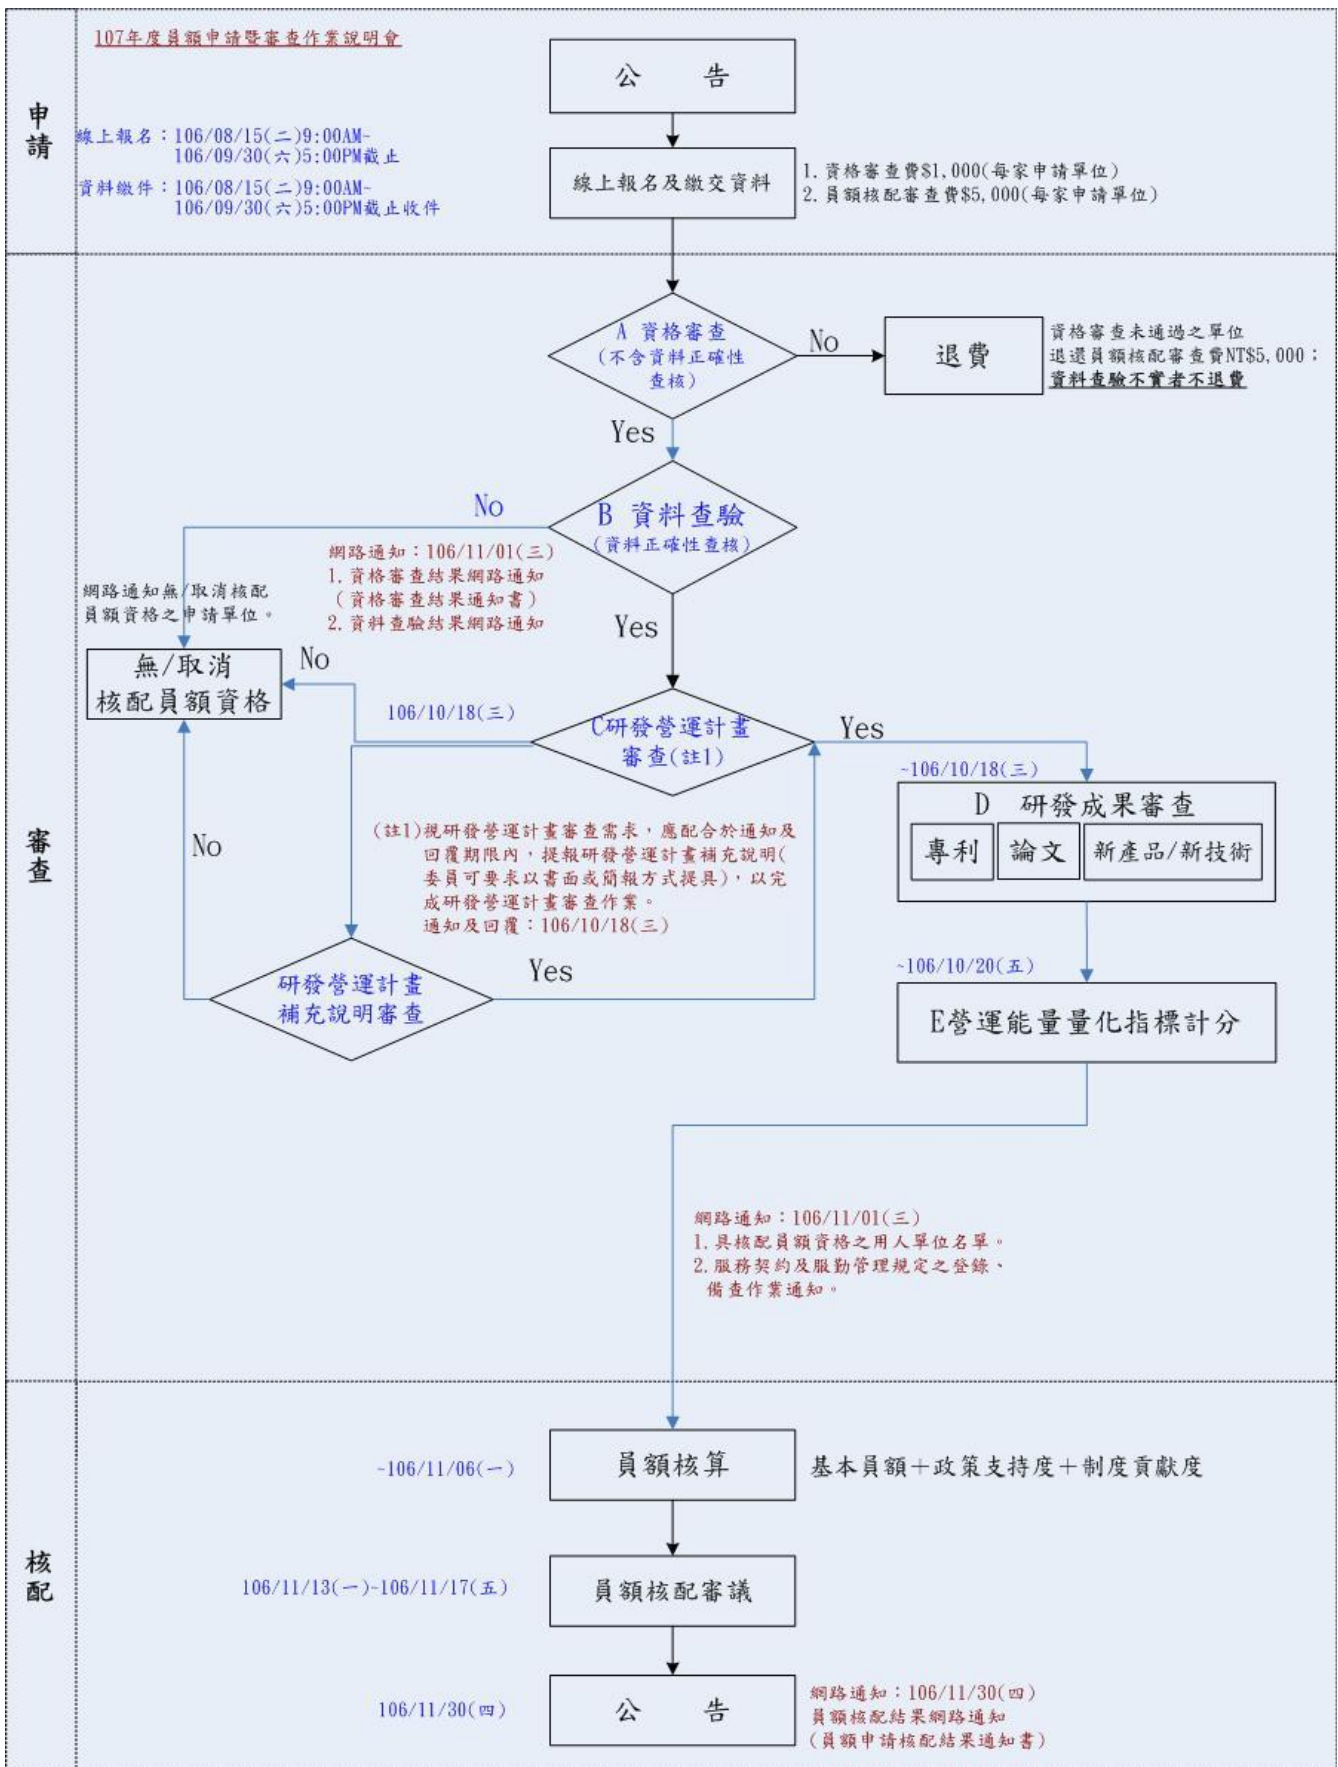 107年度員額申請暨審查作業說明會
公 告
申請
線上報名：106/08/15(二)9:00AM~
106/09/30(六)5:00PM截止
資料繳件：106/08/15(二)9:00AM~
106/09/30(六)5:00PM截止收件
線上報名及繳交資料
1.資格審查費$1,000(每家申請單位)
2.員額核配審查費$5,000(每家申請單位)
A 資格審查
(不含資料正確性
查核)
No
退費
資格審查未通過之單位
退還員額核配審查費NT$5,000；
資料查驗不實者不退費
Yes
B 資料查驗
(資料正確性查核)
No
網路通知：106/11/01(三)
1.資格審查結果網路通知
(資格審查結果通知書)
2.資料查驗結果網路通知
網路通知無/取消核配
員額資格之申請單位。
Yes
無/取消
核配員額資格
No
106/10/18(三)
C研發營運計畫
審查(註1)
Yes
~106/10/18(三)
D 研發成果審查
專利
論文
新產品/新技術
審查
No
(註1)視研發營運計畫審查需求，應配合於通知及
回覆期限內，提報研發營運計畫補充說明(
委員可要求以書面或簡報方式提具)，以完
成研發營運計畫審查作業。
通知及回覆：106/10/18(三)
研發營運計畫
補充說明審查
Yes
~106/10/20(五)
E營運能量量化指標計分
網路通知：106/11/01(三)
1.具核配員額資格之用人單位名單。
2.服務契約及服勤管理規定之登錄、
備查作業通知。
核配
~106/11/06(一)
員額核算
基本員額＋政策支持度＋制度貢獻度
106/11/13(一)~106/11/17(五)
員額核配審議
106/11/30(四)
公 告
網路通知：106/11/30(四)
員額核配結果網路通知
(員額申請核配結果通知書)